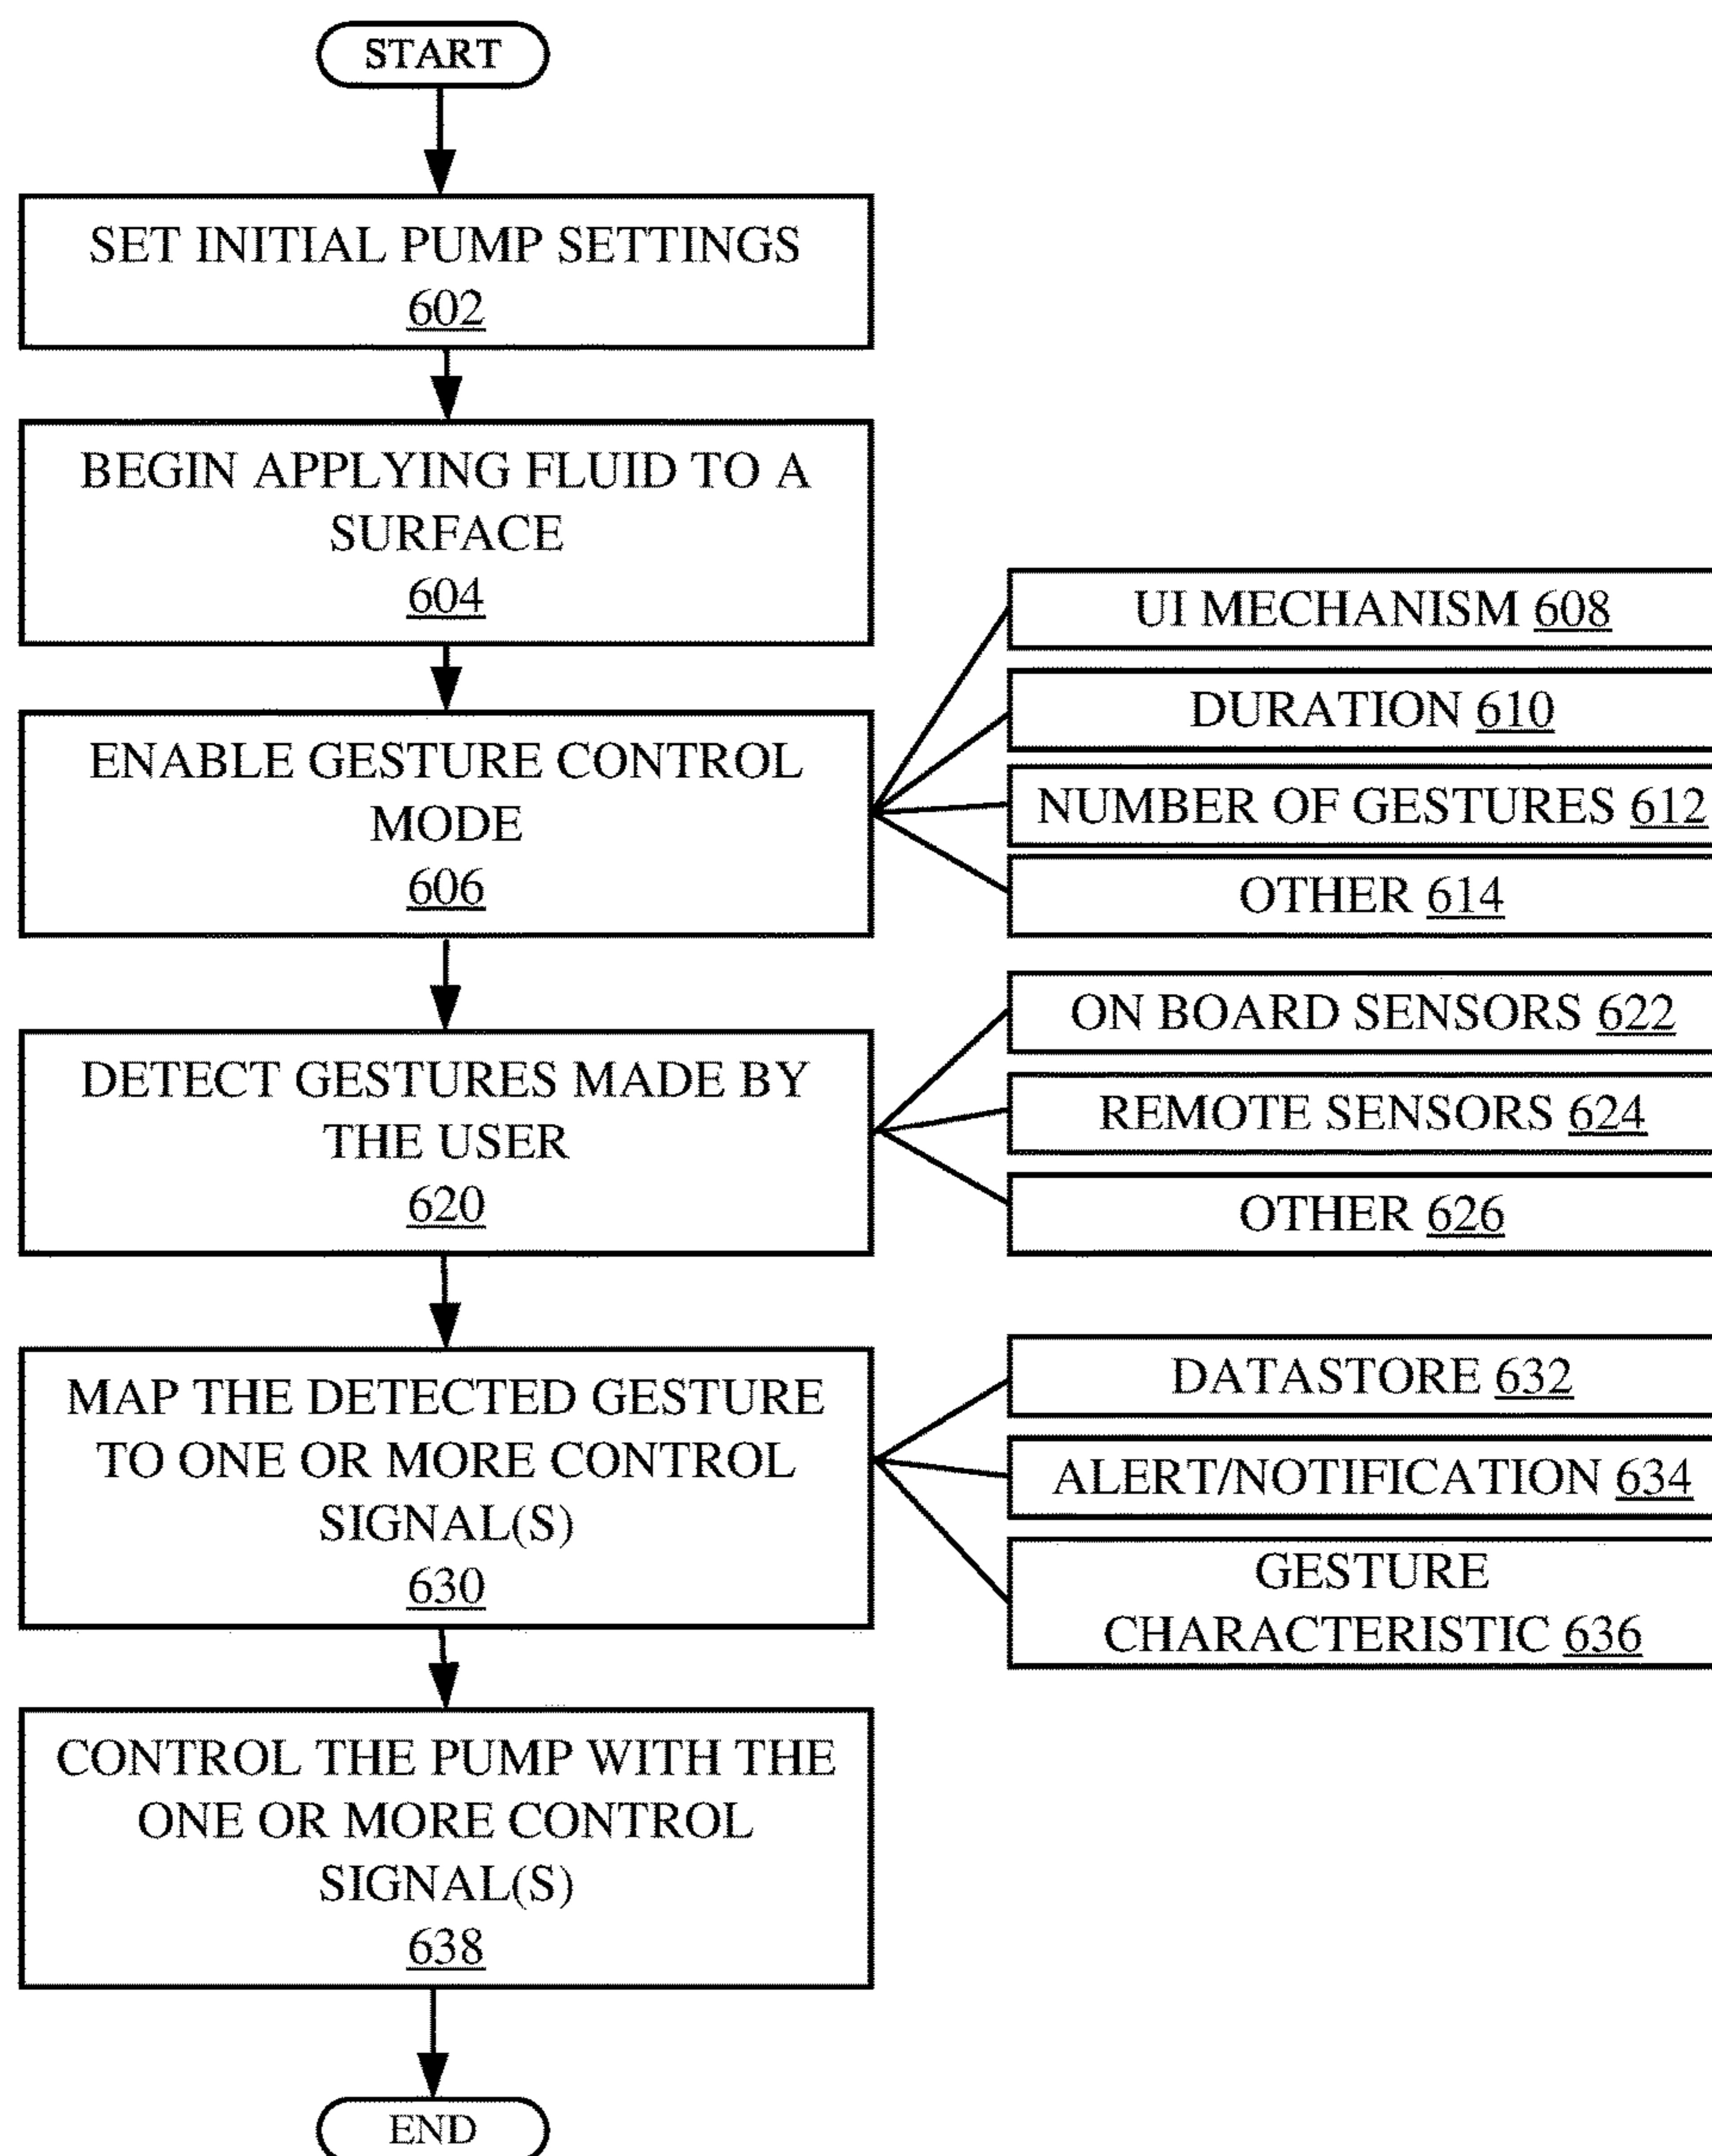 START
SET INITIAL PUMP SETTINGS
602
BEGIN APPLYING FLUID TO A
SURFACE
604
ENABLE GESTURE CONTROL
MODE
606
UI MECHANISM 608
DURATION 610
NUMBER OF GESTURES 612
OTHER 614
DETECT GESTURES MADE BY
THE USER
620
ON BOARD SENSORS 622
REMOTE SENSORS 624
OTHER 626
MAP THE DETECTED GESTURE
TO ONE OR MORE CONTROL
SIGNAL(S)
630
DATASTORE 632
ALERT/NOTIFICATION 634
GESTURE
CHARACTERISTIC 636
CONTROL THE PUMP WITH THE
ONE OR MORE CONTROL
SIGNAL(S)
638
END